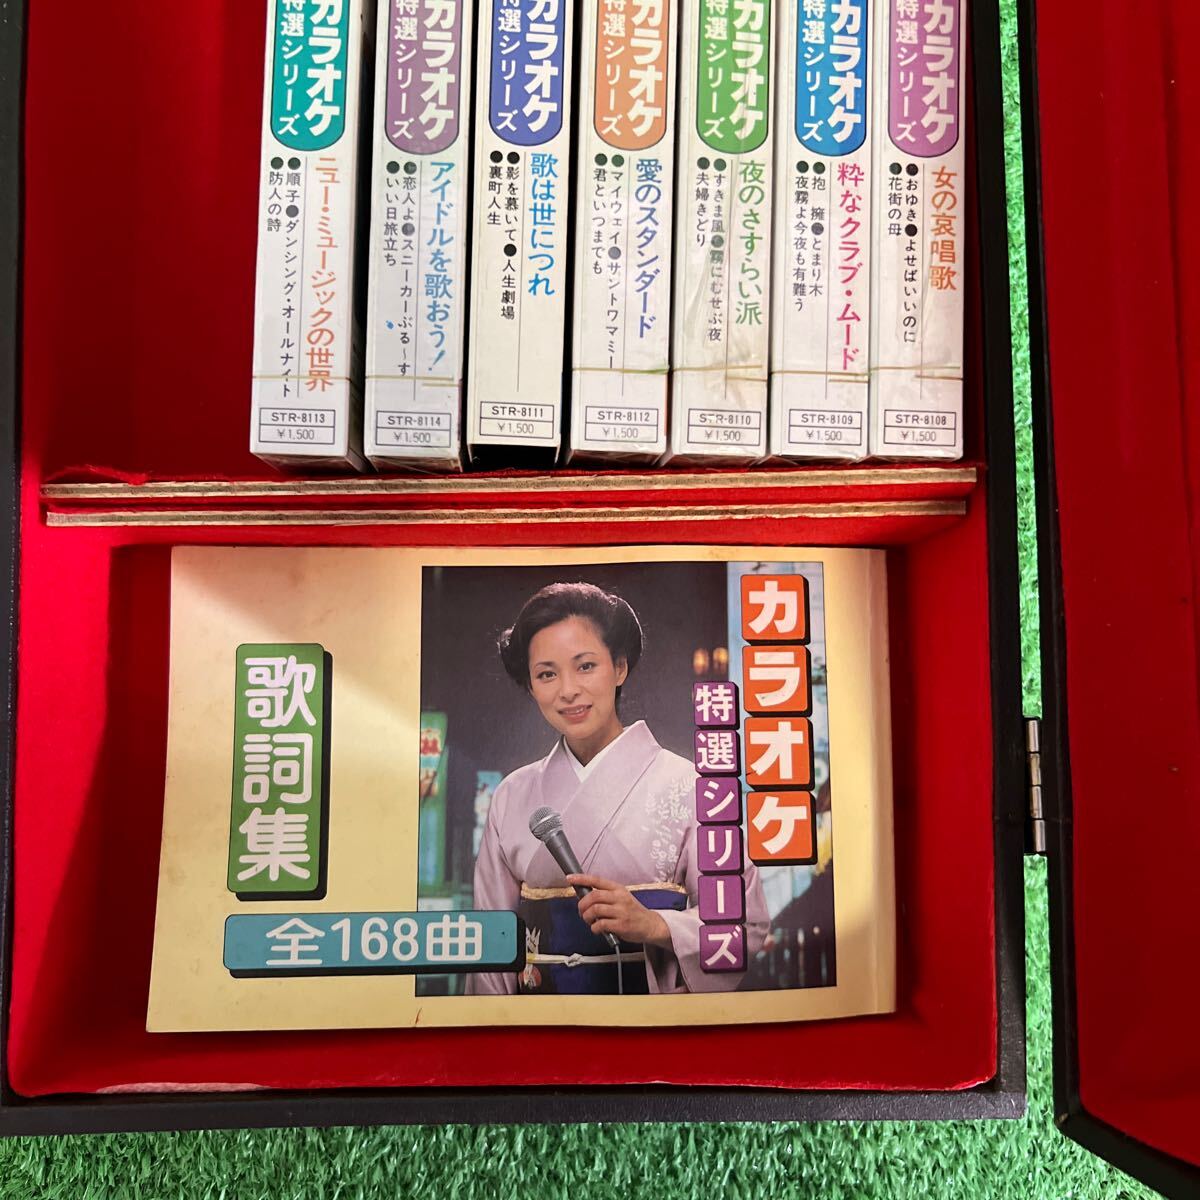 カラオケ
特選シリーズ
ニュー・ミュージックの世界
●順子●ダンシング・オールナイト
●防人の詩
STR-8113
¥1,500
カラオケ
特選シリーズ
アイドルを歌おう!
●恋人よ●スニーカーぶる〜す
●いい日旅立ち
STR-8114
¥1,500
カラオケ
特選シリーズ
歌は世につれ
●影を慕いて●人生劇場
●裏町人生
STR-8111
¥1,500
カラオケ
特選シリーズ
愛のスタンダード
●マイウェイ●サントワマミー
●君といつまでも
STR-8112
¥1,500
カラオケ
特選シリーズ
夜のさすらい派
●すきま風●霧にむせぶ夜
●夫婦きどり
STR-8110
¥1,500
カラオケ
特選シリーズ
粋なクラブ・ムード
●抱擁●とまり木
●夜霧よ今夜も有難う
STR-8109
¥1,500
カラオケ
特選シリーズ
女の哀唱歌
●おゆき●よせばいいのに
●花街の母
STR-8108
¥1,500
カラオケ
特選シリーズ
歌詞集
全168曲